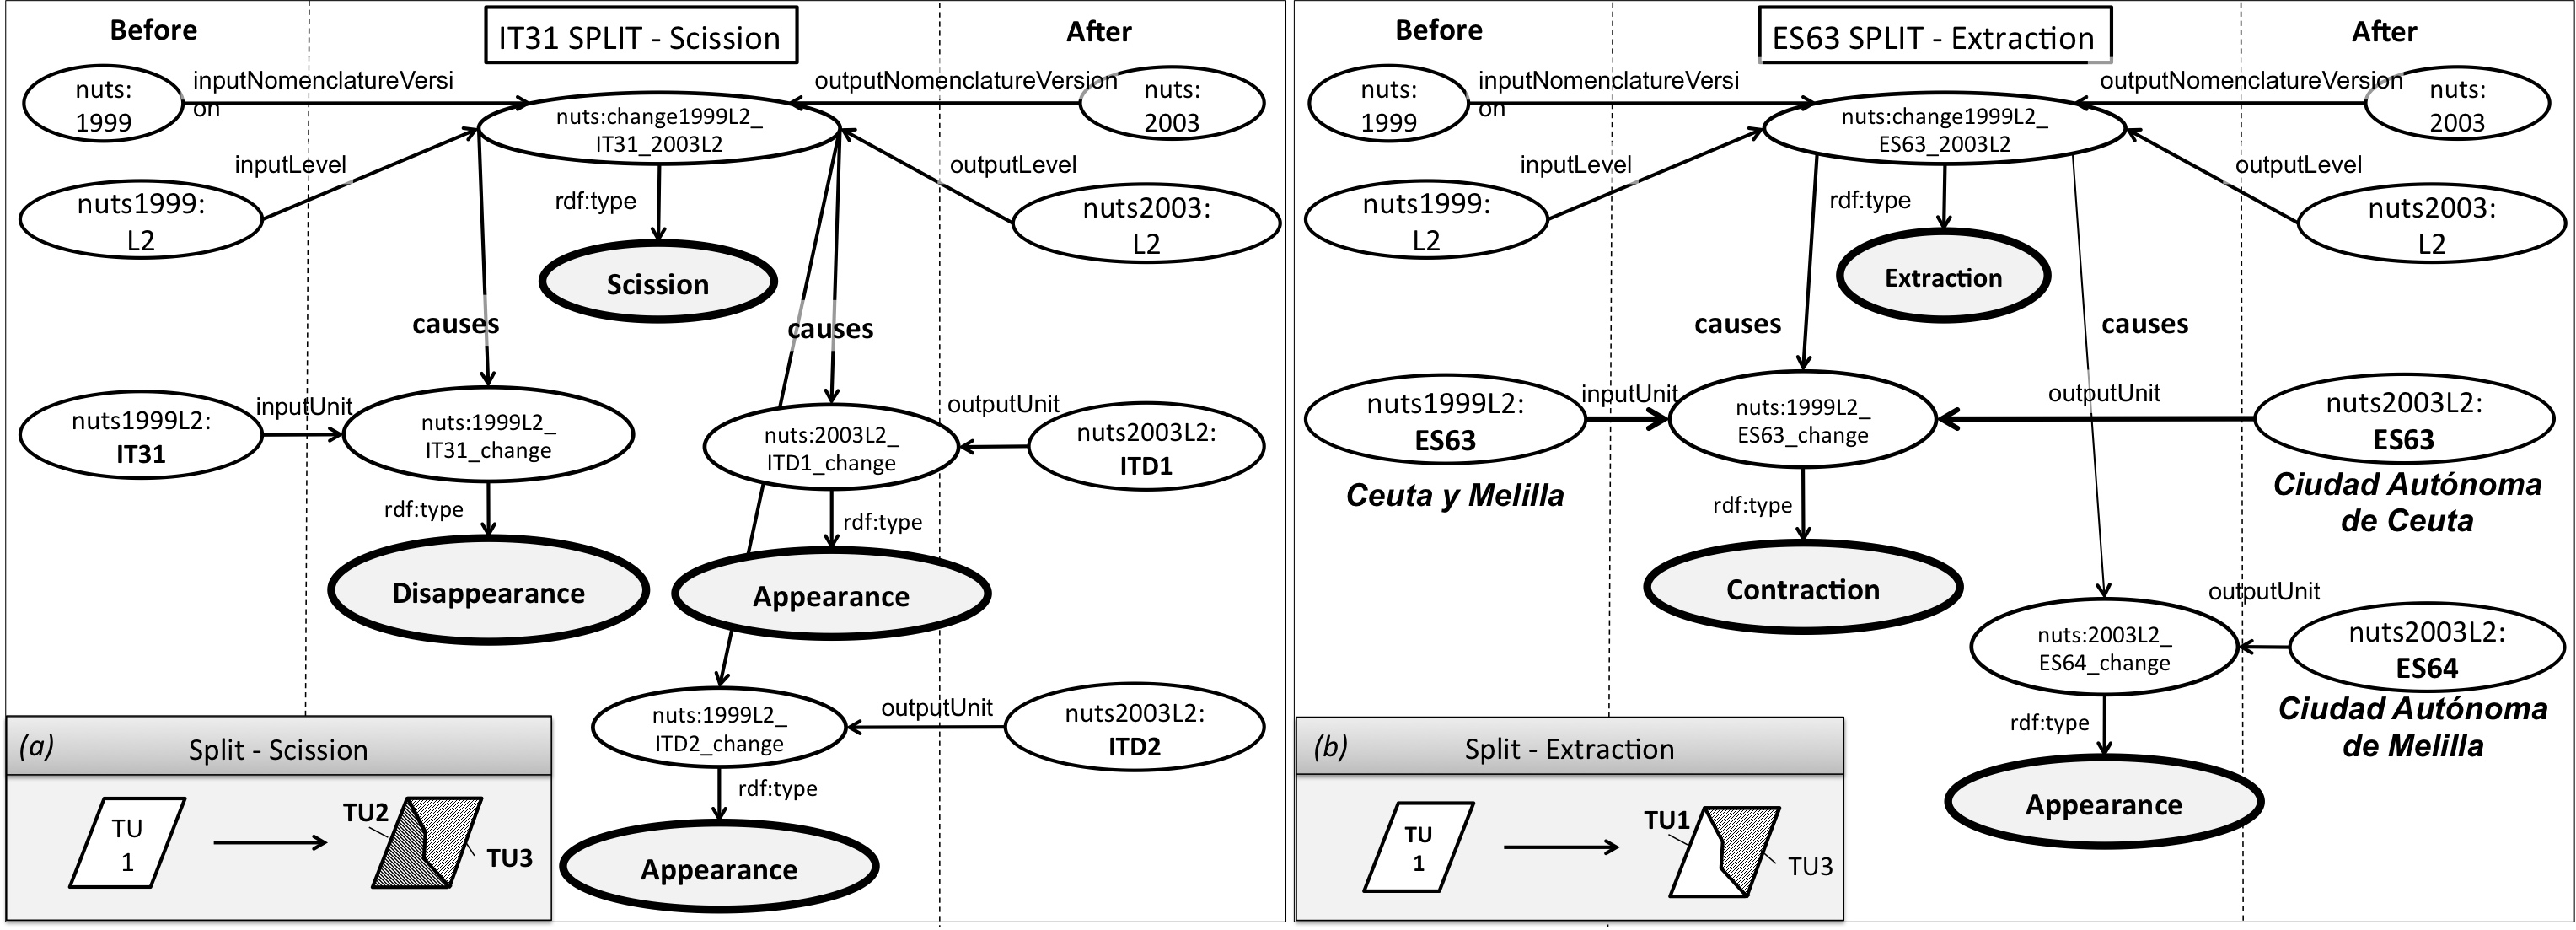 Before
IT31 SPLIT - Scission
After
nuts:
1999
inputNomenclatureVersi
on
outputNomenclatureVersion
nuts:
2003
nuts:change1999L2_
IT31_2003L2
inputLevel
outputLevel
nuts1999:
L2
rdf:type
nuts2003:
L2
Scission
causes
causes
nuts1999L2:
IT31
inputUnit
nuts:1999L2_
IT31_change
nuts:2003L2_
ITD1_change
outputUnit
nuts2003L2:
ITD1
rdf:type
rdf:type
Disappearance
Appearance
nuts:1999L2_
ITD2_change
outputUnit
nuts2003L2:
ITD2
rdf:type
Appearance
(a)
Split - Scission
TU
1
TU2
TU3
Before
ES63 SPLIT - Extraction
After
nuts:
1999
inputNomenclatureVersi
on
outputNomenclatureVersion
nuts:
2003
nuts:change1999L2_
ES63_2003L2
inputLevel
outputLevel
nuts1999:
L2
rdf:type
nuts2003:
L2
Extraction
causes
causes
nuts1999L2:
ES63
Ceuta y Melilla
inputUnit
nuts:1999L2_
ES63_change
outputUnit
nuts2003L2:
ES63
Ciudad Autónoma
de Ceuta
rdf:type
Contraction
nuts:2003L2_
ES64_change
outputUnit
nuts2003L2:
ES64
Ciudad Autónoma
de Melilla
rdf:type
Appearance
(b)
Split - Extraction
TU
1
TU1
TU3